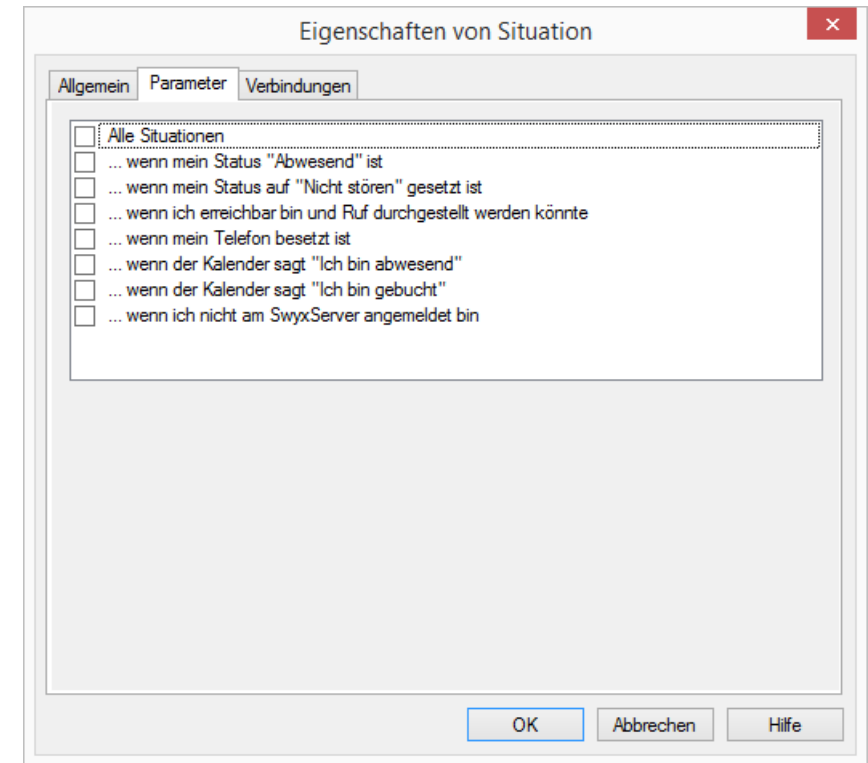 Eigenschaften von Situation
Allgemein Parameter Verbindungen
Alle Situationen
... wenn mein Status "Abwesend" ist
... wenn mein Status auf "Nicht stören" gesetzt ist
... wenn ich erreichbar bin und Ruf durchgestellt werden könnte
... wenn mein Telefon besetzt ist
... wenn der Kalender sagt "Ich bin abwesend"
... wenn der Kalender sagt "Ich bin gebucht"
... wenn ich nicht am SwyxServer angemeldet bin
OK Abbrechen Hilfe